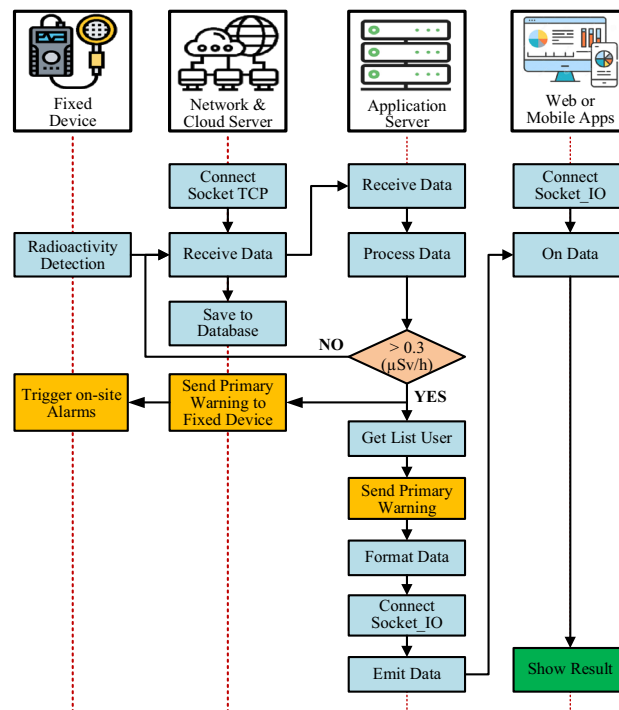 Fixed
Device
Network &
Cloud Server
Application
Server
Web or
Mobile Apps
Connect
Socket TCP
Receive Data
Connect
Socket_IO
Radioactivity
Detection
Receive Data
Process Data
On Data
Save to
Database
NO
> 0.3
(µSv/h)
YES
Trigger on-site
Alarms
Send Primary
Warning to
Fixed Device
Get List User
Send Primary
Warning
Format Data
Connect
Socket_IO
Emit Data
Show Result